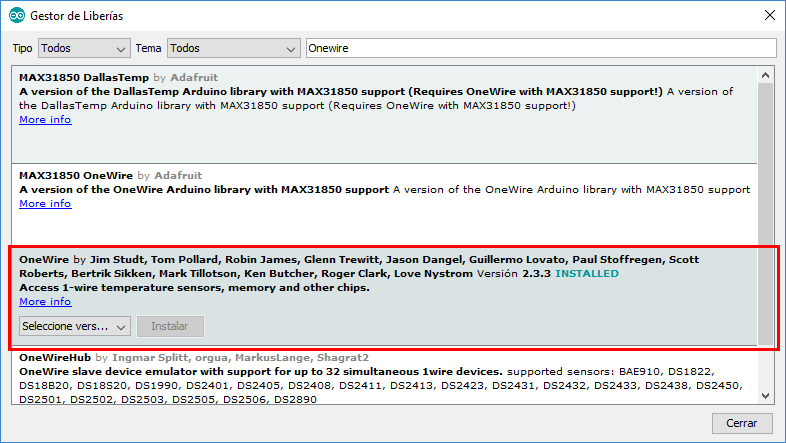 Gestor de Liberías
Tipo Todos Tema Todos Onewire
MAX31850 DallasTemp by Adafruit
A version of the DallasTemp Arduino library with MAX31850 support (Requires OneWire with MAX31850 support!) A version of
the DallasTemp Arduino library with MAX31850 support (Requires OneWire with MAX31850 support!)
More info
MAX31850 OneWire by Adafruit
A version of the OneWire Arduino library with MAX31850 support A version of the OneWire Arduino library with MAX31850 support
More info
OneWire by Jim Studt, Tom Pollard, Robin James, Glenn Trewitt, Jason Dangel, Guillermo Lovato, Paul Stoffregen, Scott
Roberts, Bertrik Sikken, Mark Tillotson, Ken Butcher, Roger Clark, Love Nystrom Versión 2.3.3 INSTALLED
Access 1-wire temperature sensors, memory and other chips.
More info
Seleccione vers... Instalar
OneWireHub by Ingmar Splitt, orgua, MarkusLange, Shagrat2
OneWire slave device emulator with support for up to 32 simultaneous 1wire devices. supported sensors: BAE910, DS1822,
DS18B20, DS18S20, DS1990, DS2401, DS2405, DS2408, DS2411, DS2413, DS2423, DS2431, DS2432, DS2433, DS2438, DS2450,
DS2501, DS2502, DS2503, DS2505, DS2506, DS2890
Cerrar